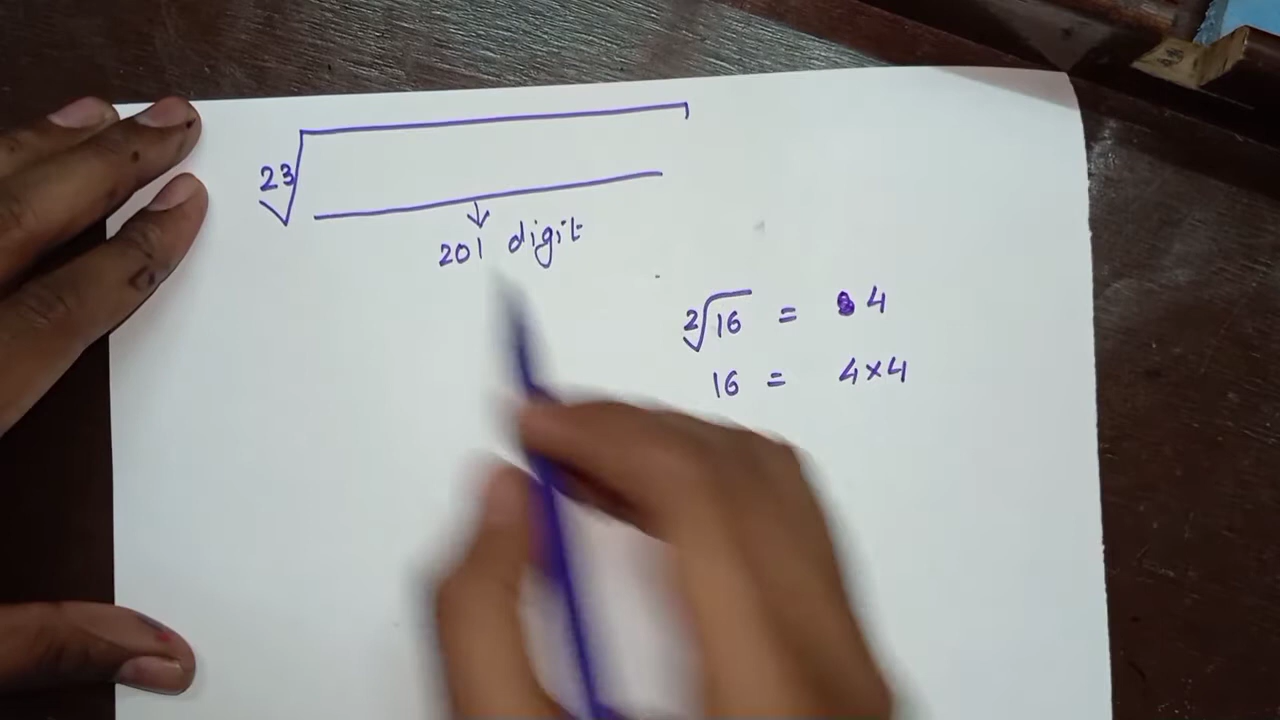 23√
201 digit
2√16 = 4
16 = 4×4